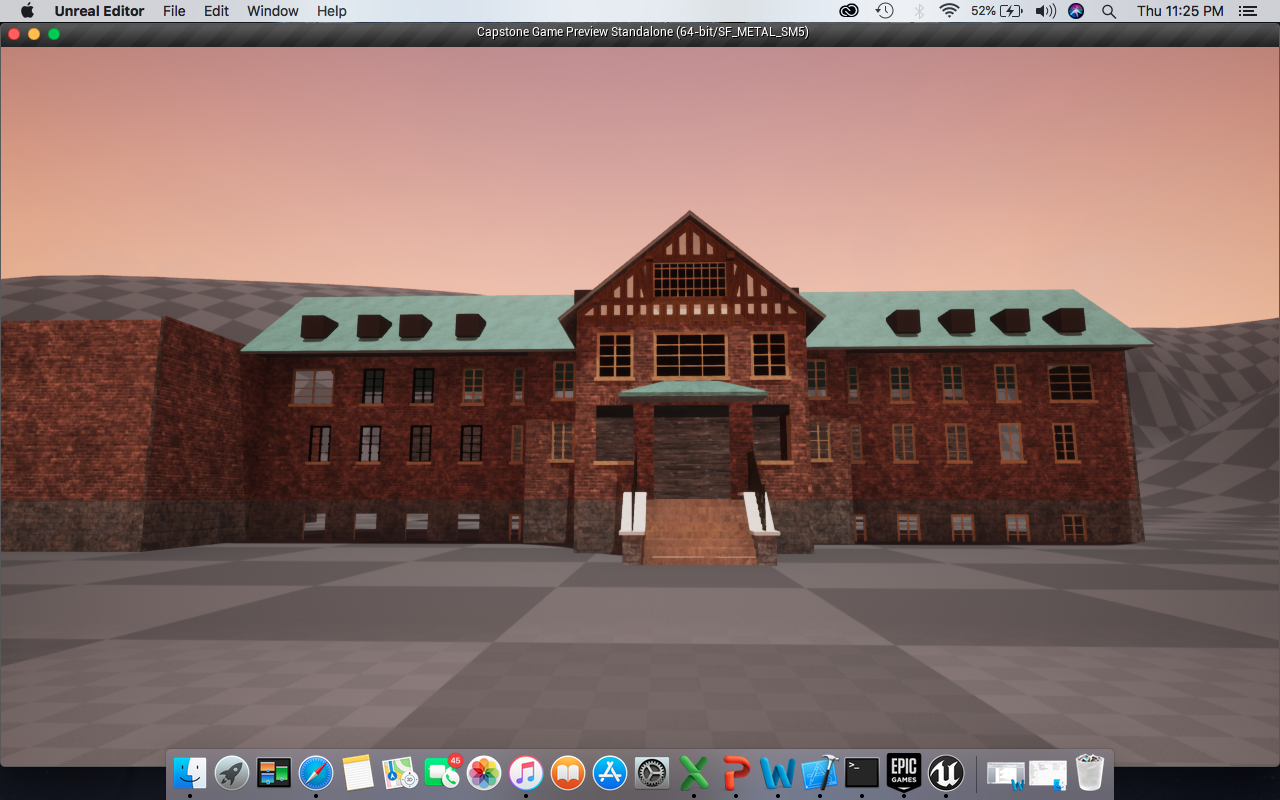 Unreal Editor File Edit Window Help 52% Thu 11:25 PM
Capstone Game Preview Standalone (64-bit/SF_METAL_SM5)
45
EPIC
GAMES